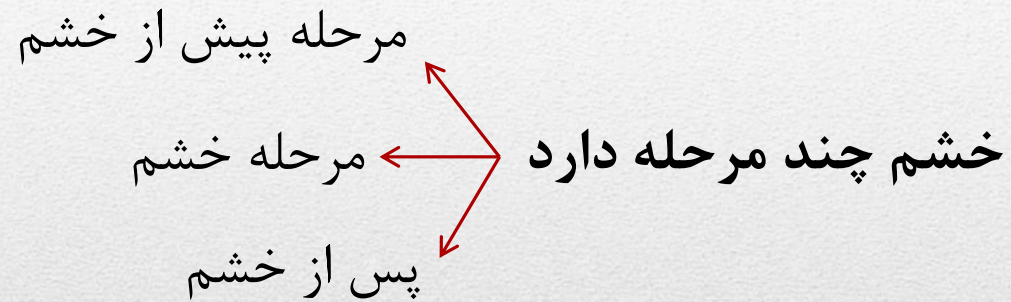 خشم چند مرحله دارد
مرحله پیش از خشم
مرحله خشم
پس از خشم